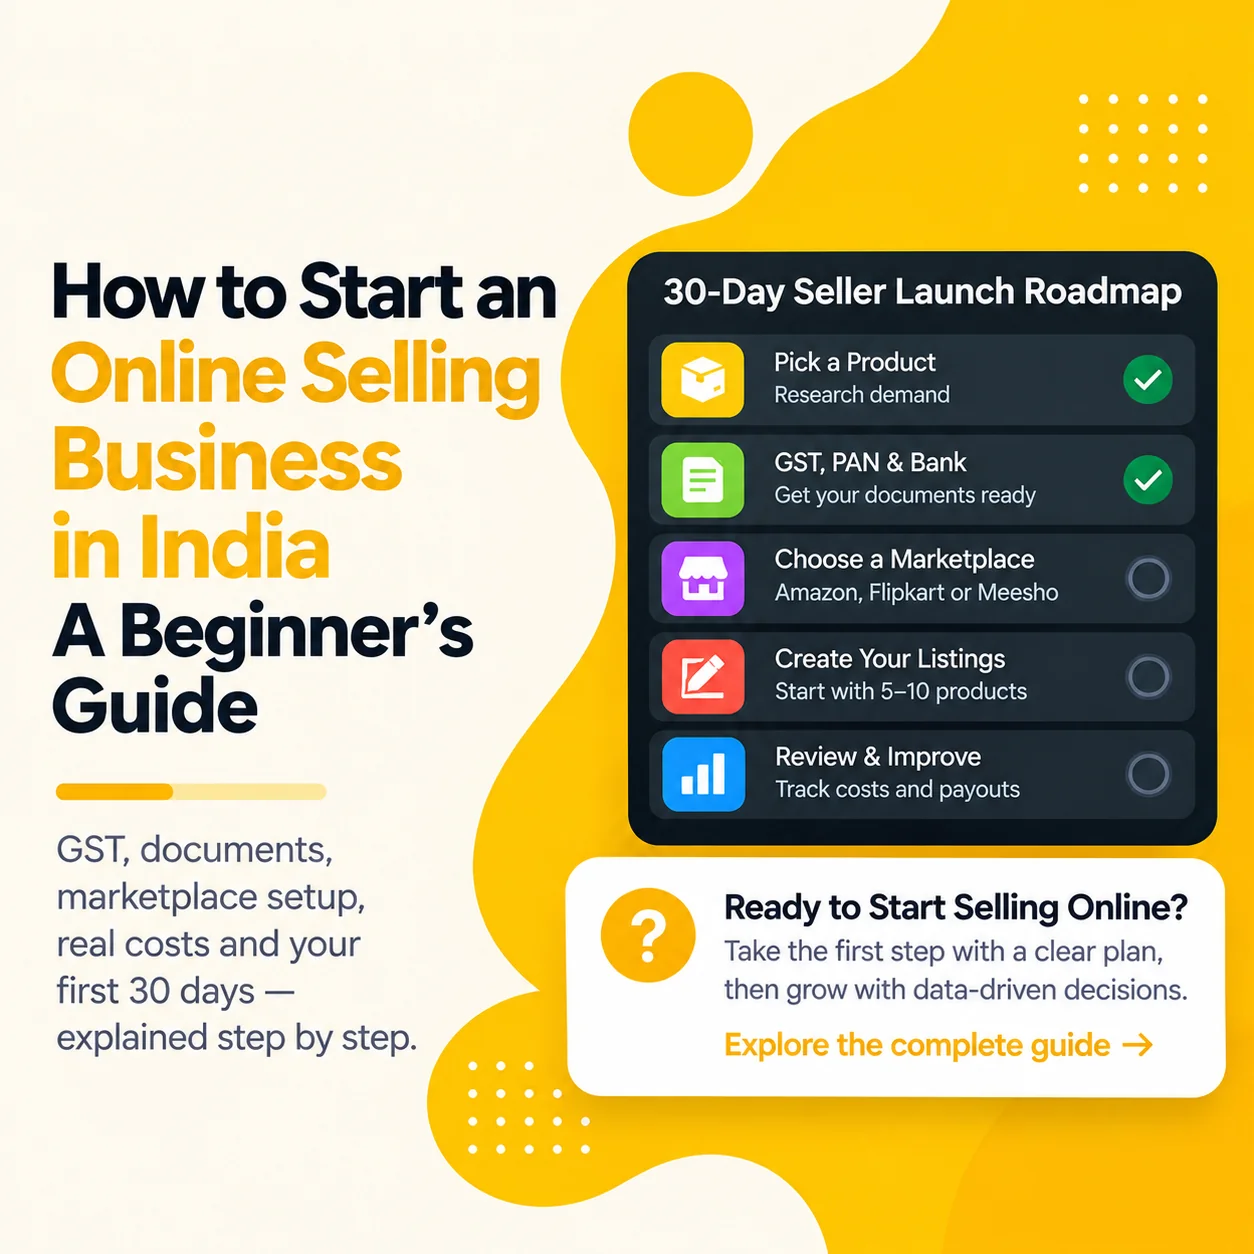 How to Start an
Online Selling
Business
in India
A Beginner’s
Guide
GST, documents,
marketplace setup,
real costs and your
first 30 days —
explained step by step.
30-Day Seller Launch Roadmap
Pick a Product
Research demand
GST, PAN & Bank
Get your documents ready
Choose a Marketplace
Amazon, Flipkart or Meesho
Create Your Listings
Start with 5–10 products
Review & Improve
Track costs and payouts
?
Ready to Start Selling Online?
Take the first step with a clear plan,
then grow with data-driven decisions.
Explore the complete guide →